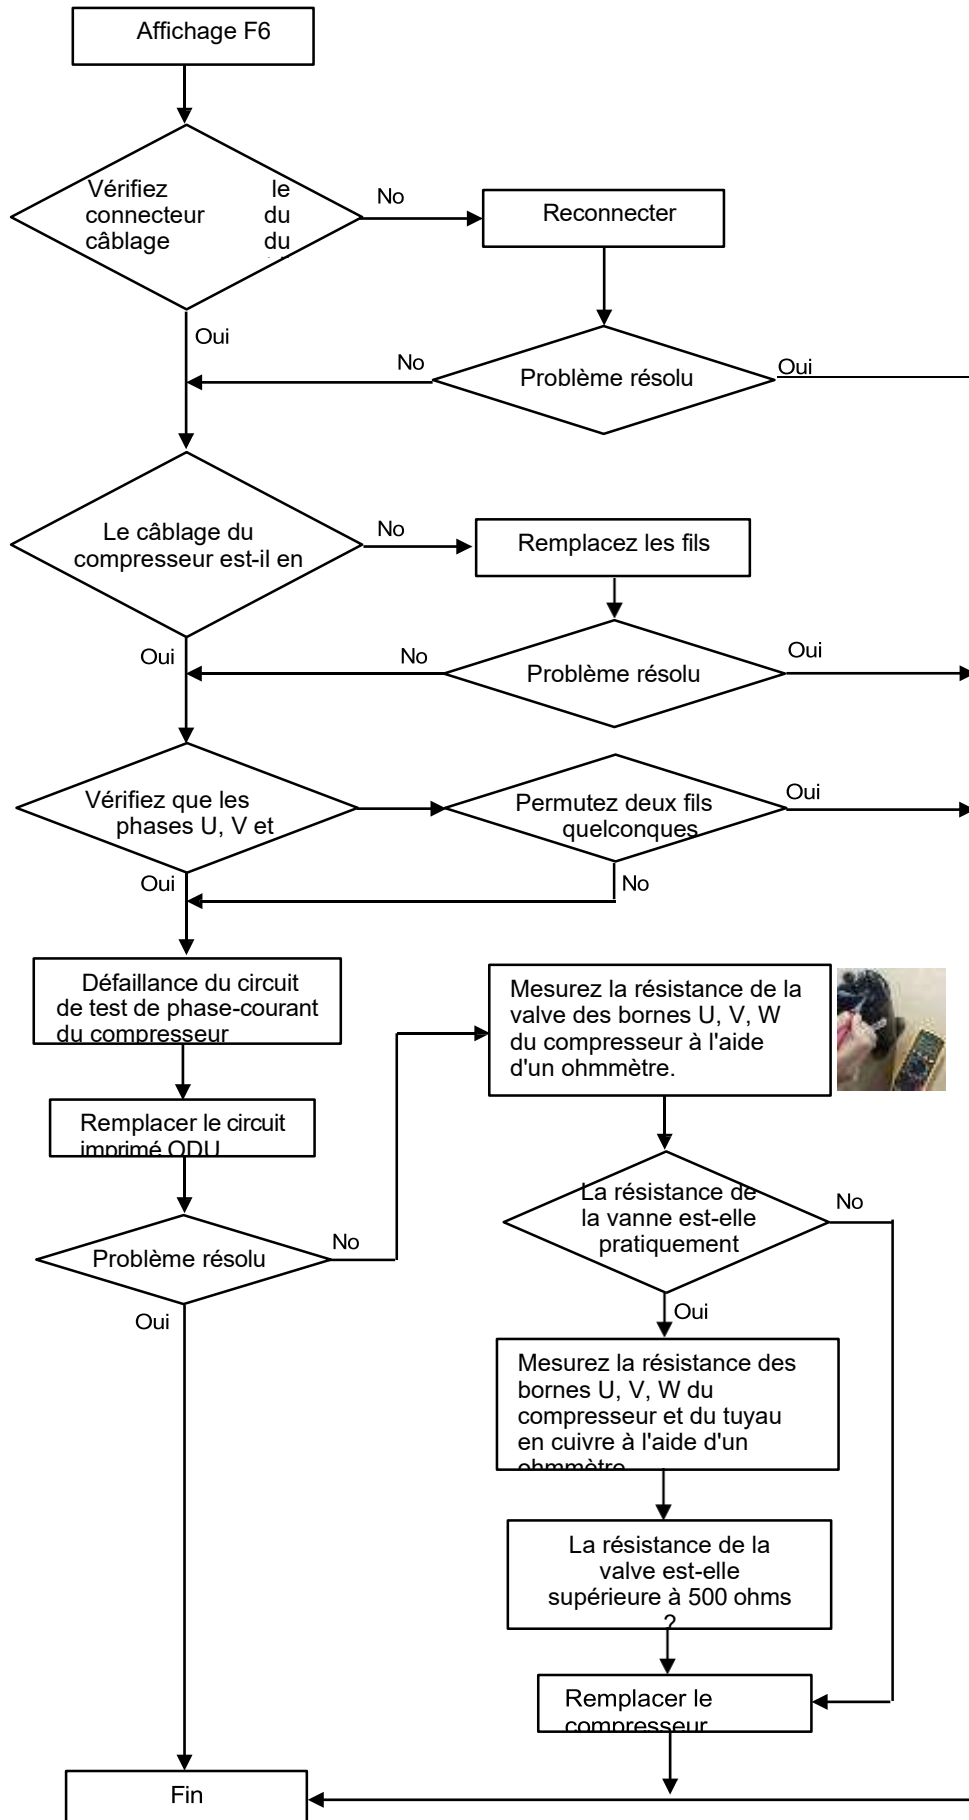 Affichage F6
Vérifiez le
connecteur du
câblage du
No
Reconnecter
Oui
No
Problème résolu
Oui
Le câblage du
compresseur est-il en
No
Remplacez les fils
Oui
No
Problème résolu
Oui
Vérifiez que les
phases U, V et
Permutez deux fils
quelconques
Oui
Oui
No
Défaillance du circuit
de test de phase-courant
du compresseur
Mesurez la résistance de la
valve des bornes U, V, W
du compresseur à l'aide
d'un ohmmètre.
Remplacer le circuit
imprimé ODU
Problème résolu
No
Oui
La résistance de
la vanne est-elle
pratiquement
No
Oui
Mesurez la résistance des
bornes U, V, W du
compresseur et du tuyau
en cuivre à l'aide d'un
ohmmètre
La résistance de la
valve est-elle
supérieure à 500 ohms
?
Remplacer le
compresseur
Fin